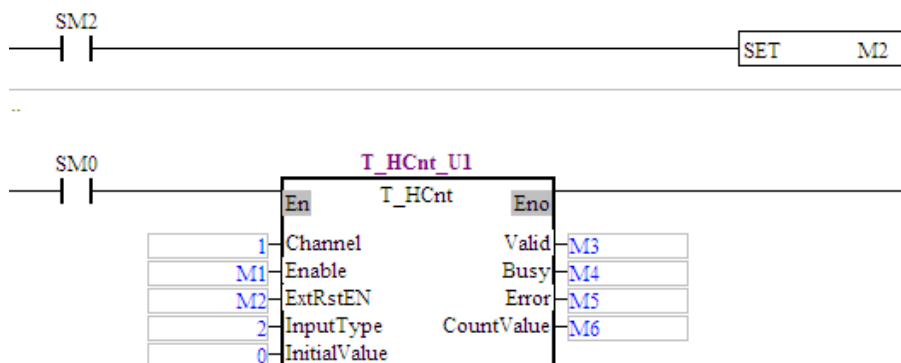 SM2
SET M2
--
SM0
T_HCnt_U1
T_HCnt
En Eno
1 Channel Valid M3
M1 Enable Busy M4
M2 ExtRstEN Error M5
2 InputType CountValue M6
0 InitialValue